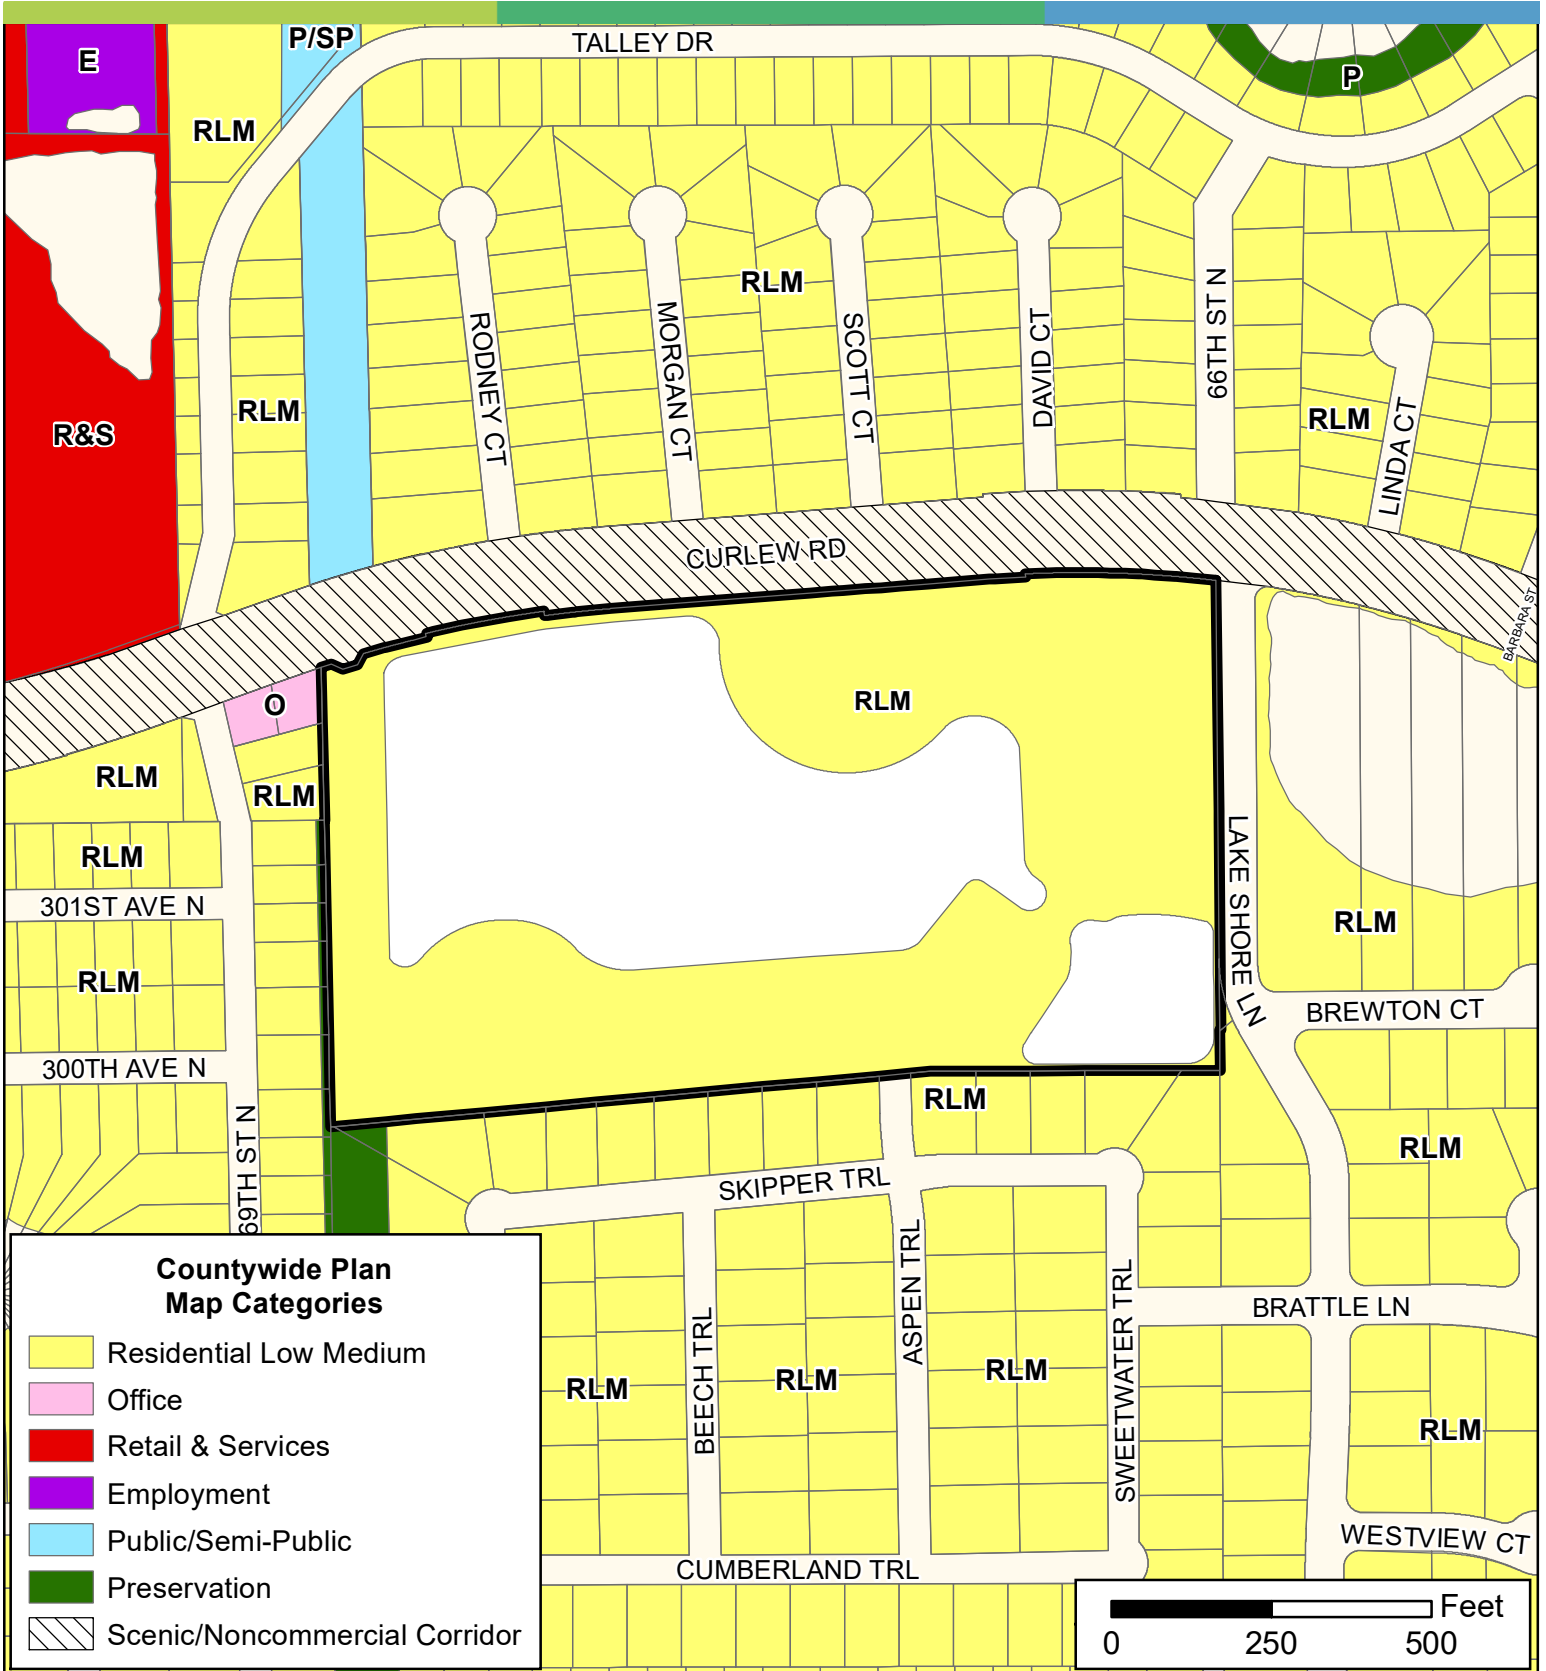 E
P/SP
TALLEY DR
P
RLM
RLM
RODNEY CT
MORGAN CT
SCOTT CT
DAVID CT
66TH ST N
LINDA CT
RLM
RLM
R&S
CURLEW RD
BARBARA ST
O
RLM
RLM
RLM
RLM
LAKE SHORE LN
301ST AVE N
RLM
RLM
BREWTON CT
300TH AVE N
69TH ST N
RLM
RLM
SKIPPER TRL
ASPEN TRL
BEECH TRL
SWEETWATER TRL
BRATTLE LN
RLM
RLM
RLM
RLM
WESTVIEW CT
CUMBERLAND TRL
Countywide Plan
Map Categories
Residential Low Medium
Office
Retail & Services
Employment
Public/Semi-Public
Preservation
Scenic/Noncommercial Corridor
Feet
0 250 500